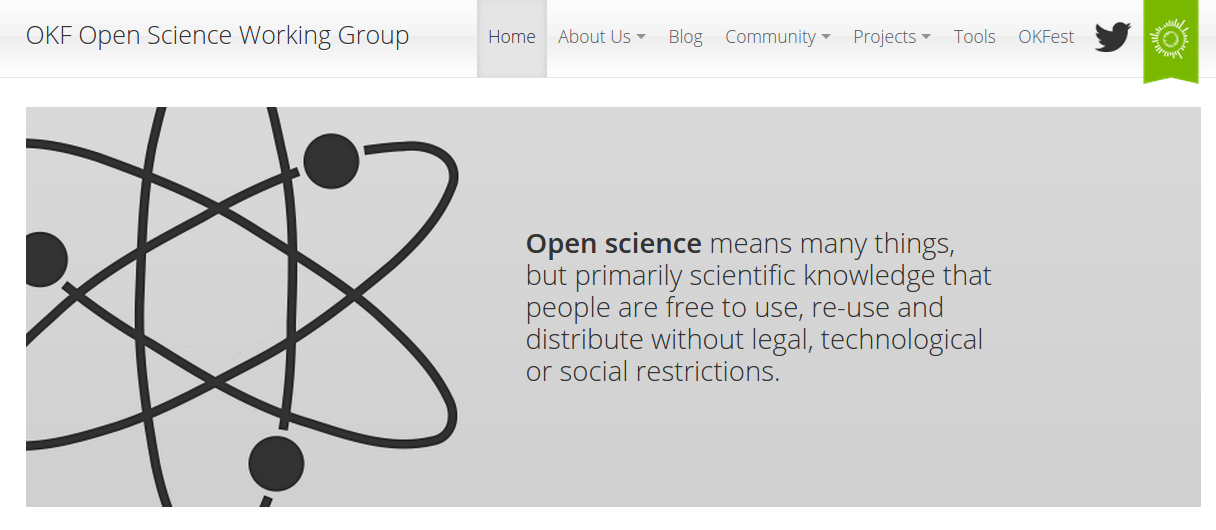 OKF Open Science Working Group
Home About Us Blog Community Projects Tools OKFest
Open science means many things,
but primarily scientific knowledge that
people are free to use, re-use and
distribute without legal, technological
or social restrictions.